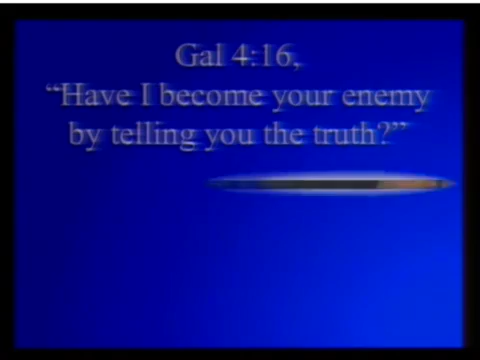 Gal 4:16,
“Have I become your enemy
by telling you the truth?”